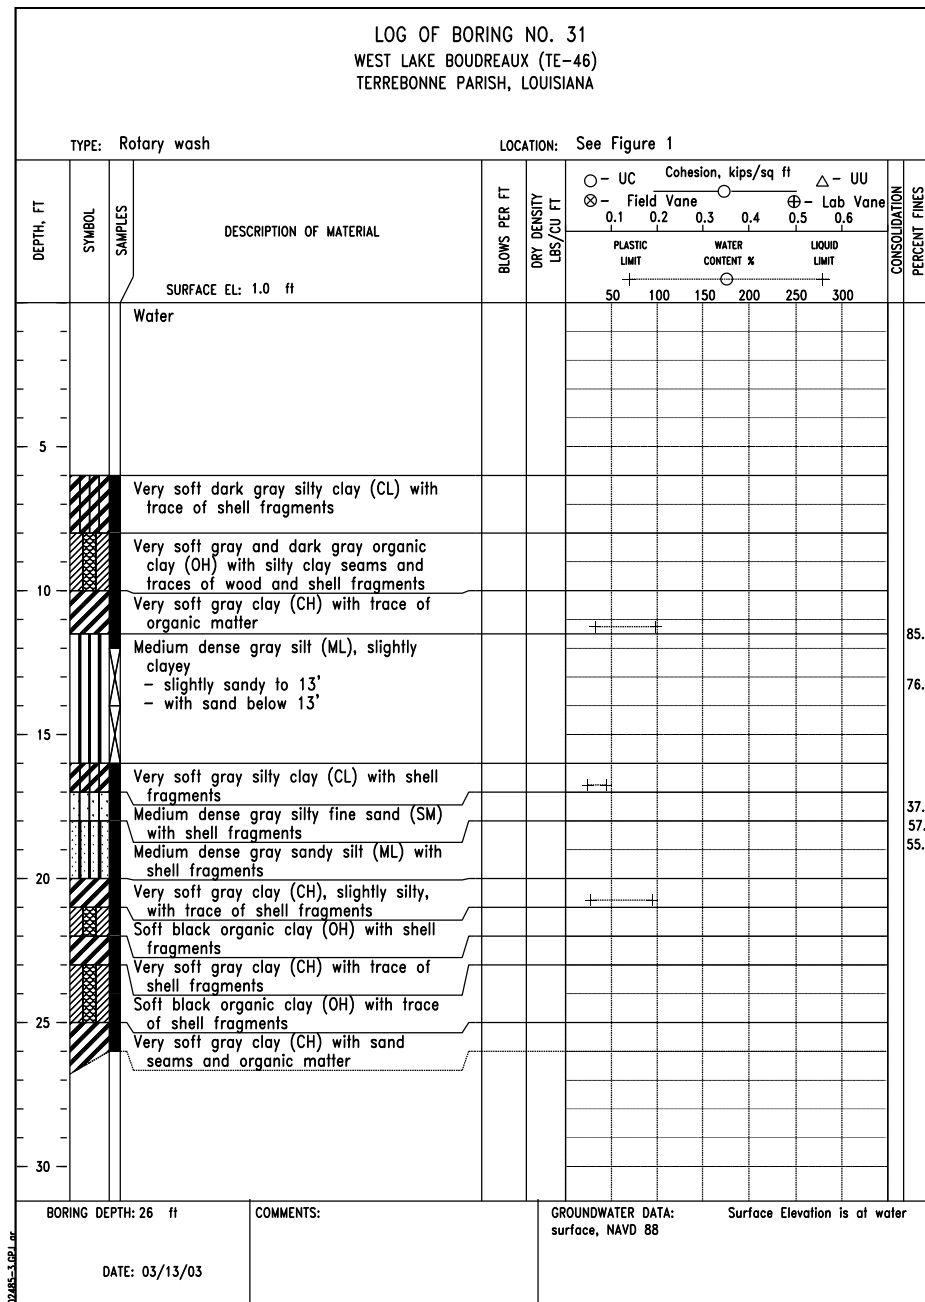 LOG OF BORING NO. 31
WEST LAKE BOUDREAUX (TE-46)
TERREBONNE PARISH, LOUISIANA
TYPE: Rotary wash
LOCATION: See Figure 1
DEPTH, FT
SYMBOL
SAMPLES
DESCRIPTION OF MATERIAL
SURFACE EL: 1.0 ft
BLOWS PER FT
DRY DENSITY
LBS/CU FT
- UC Cohesion, kips/sq ft - UU
- Field Vane - Lab Vane
0.1 0.2 0.3 0.4 0.5 0.6
PLASTIC LIMIT
WATER CONTENT %
LIQUID LIMIT
50 100 150 200 250 300
CONSOLIDATION
PERCENT FINES
Water
5
Very soft dark gray silty clay (CL) with
trace of shell fragments
Very soft gray and dark gray organic
clay (OH) with silty clay seams and
traces of wood and shell fragments
10
Very soft gray clay (CH) with trace of
organic matter
85.
Medium dense gray silt (ML), slightly
clayey
- slightly sandy to 13'
76.
- with sand below 13'
15
Very soft gray silty clay (CL) with shell
fragments
37.
Medium dense gray silty fine sand (SM)
57.
with shell fragments
55.
Medium dense gray sandy silt (ML) with
shell fragments
20
Very soft gray clay (CH), slightly silty,
with trace of shell fragments
Soft black organic clay (OH) with shell
fragments
Very soft gray clay (CH) with trace of
shell fragments
Soft black organic clay (OH) with trace
of shell fragments
25
Very soft gray clay (CH) with sand
seams and organic matter
30
BORING DEPTH: 26 ft
COMMENTS:
GROUNDWATER DATA: Surface Elevation is at water
surface, NAVD 88
DATE: 03/13/03